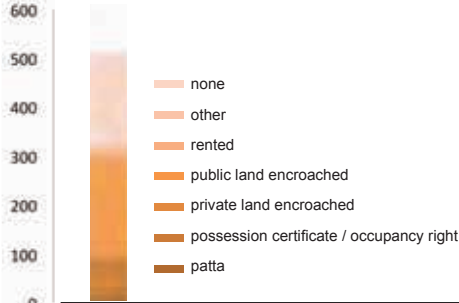 600
500
400
300
200
100
0
none
other
rented
public land encroached
private land encroached
possession certificate / occupancy right
patta